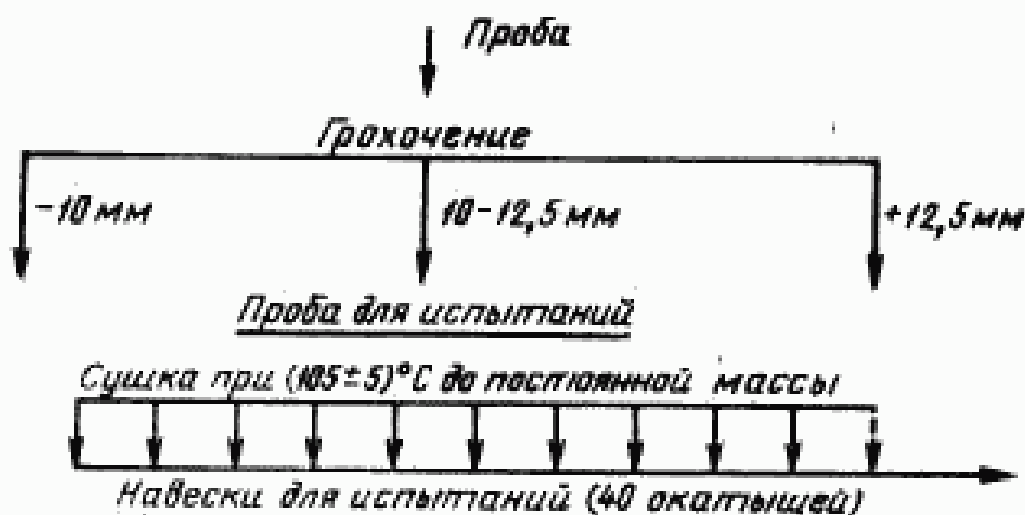 Проба
Грохочение
-10 мм 10-12,5 мм +12,5 мм
Проба для испытаний
Сушка при (105±5)°С до постоянной массы
Навески для испытаний (40 окатышей)